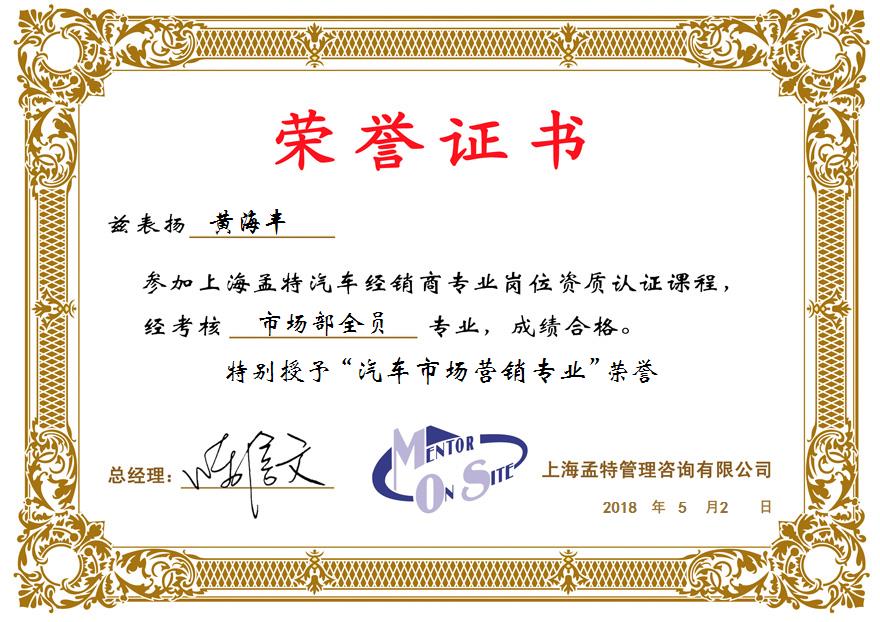 荣誉证书
兹表扬 黄海丰
参加上海孟特汽车经销商专业岗位资质认证课程，
经考核 市场部全员 专业，成绩合格。
特别授予“汽车市场营销专业”荣誉
总经理：
MENTOR
ON SITE
上海孟特管理咨询有限公司
2018 年 5 月2 日